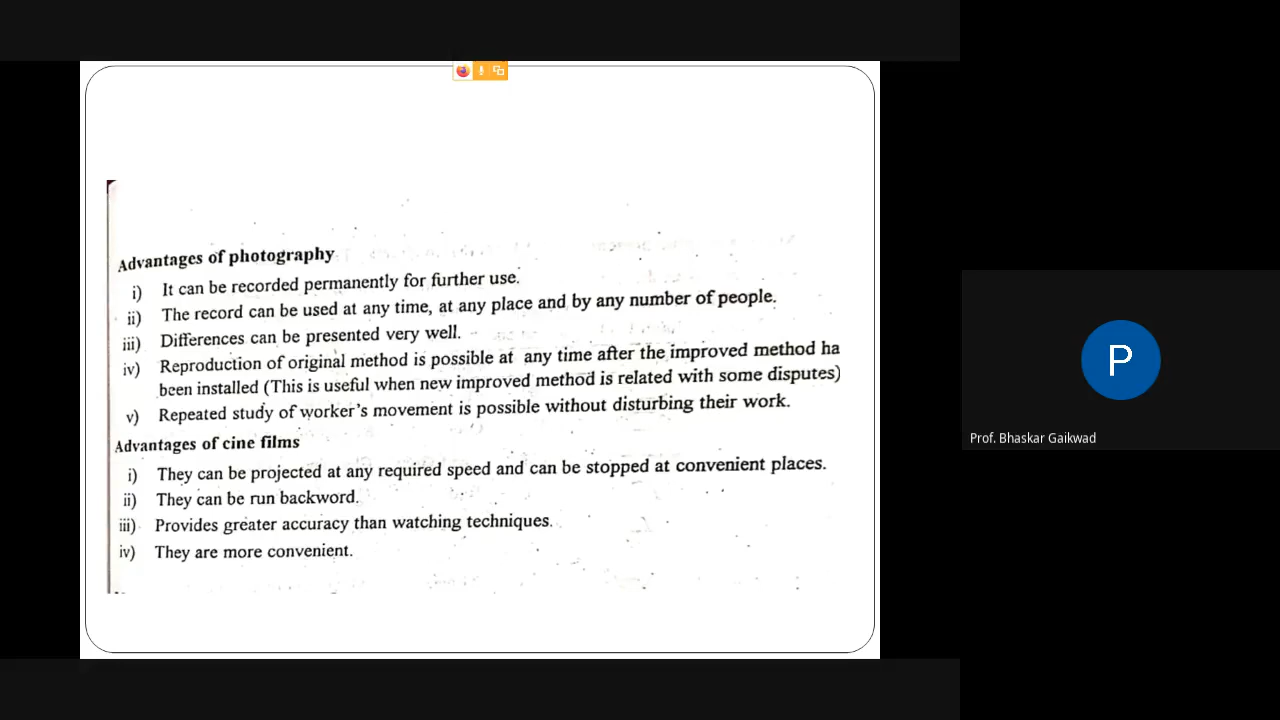 Advantages of photography
i) It can be recorded permanently for further use.
ii) The record can be used at any time, at any place and by any number of people.
iii) Differences can be presented very well.
iv) Reproduction of original method is possible at any time after the improved method ha
been installed (This is useful when new improved method is related with some disputes)
v) Repeated study of worker's movement is possible without disturbing their work.
Advantages of cine films
i) They can be projected at any required speed and can be stopped at convenient places.
ii) They can be run backword.
iii) Provides greater accuracy than watching techniques.
iv) They are more convenient.
P
Prof. Bhaskar Gaikwad